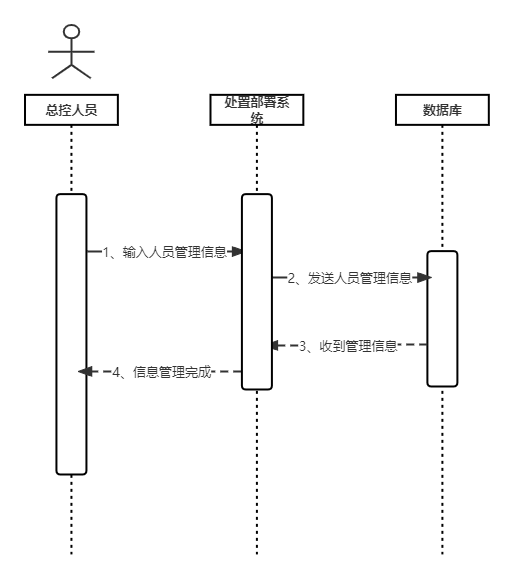 总控人员
处置部署系
统
数据库
1、输入人员管理信息
2、发送人员管理信息
3、收到管理信息
4、信息管理完成